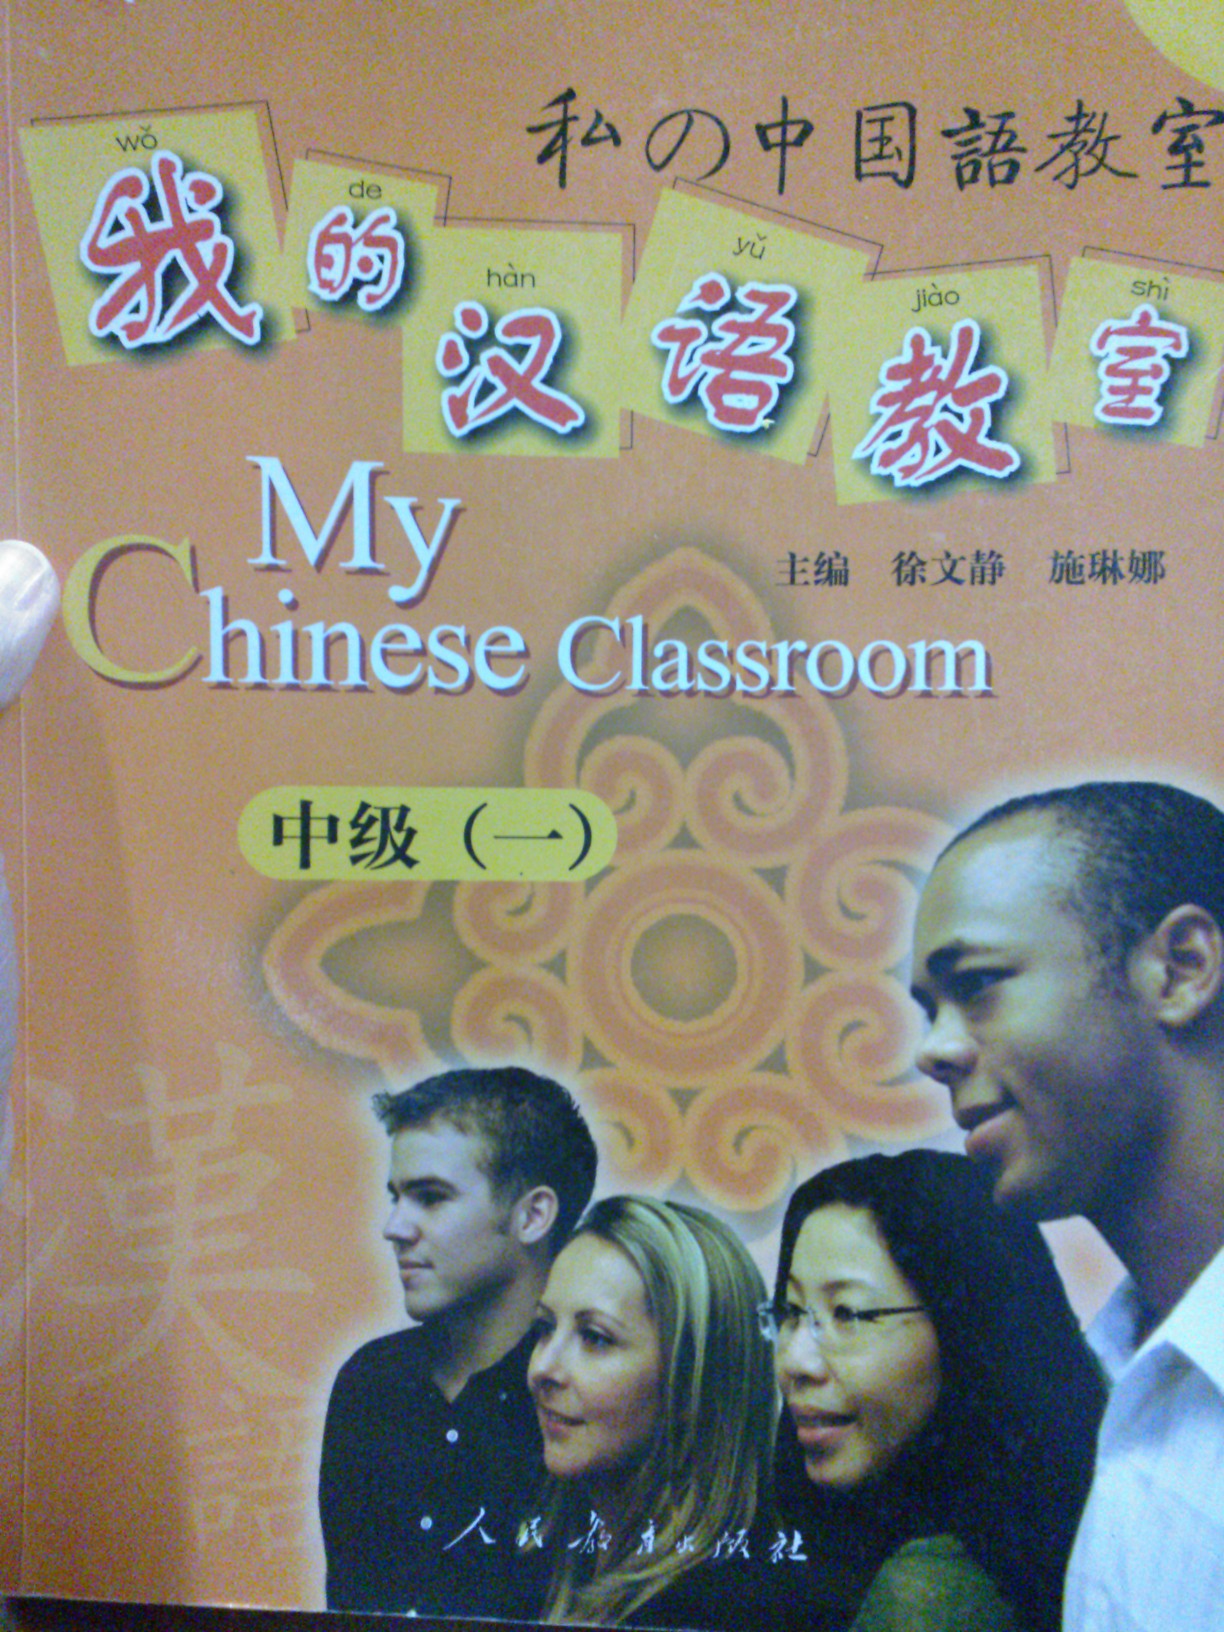 私の中国語教室
wǒ de hàn yǔ jiào shì
我的汉语教室
My
Chinese Classroom
主编 徐文静 施琳娜
中级（一）
漢
語
人民教育出版社